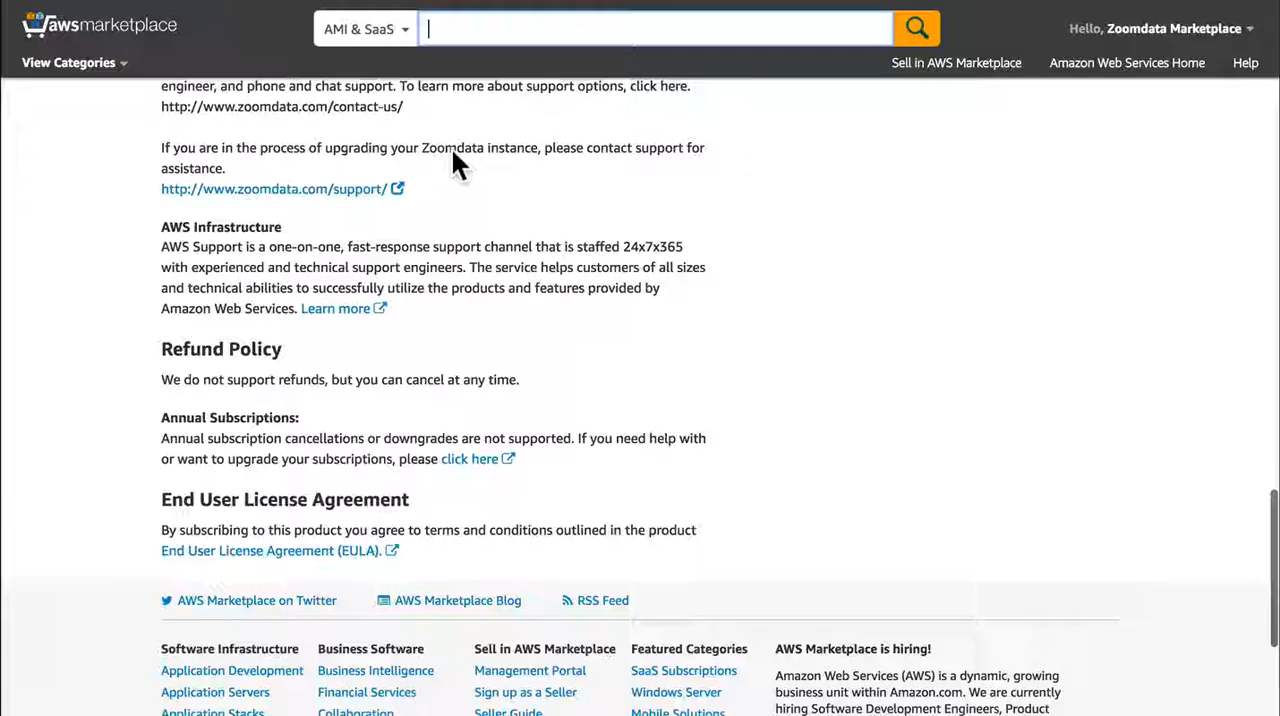 awsmarketplace
AMI & SaaS
Hello, Zoomdata Marketplace
View Categories
Sell in AWS Marketplace Amazon Web Services Home Help
engineer, and phone and chat support. To learn more about support options, click here.
http://www.zoomdata.com/contact-us/
If you are in the process of upgrading your Zoomdata instance, please contact support for
assistance.
http://www.zoomdata.com/support/
AWS Infrastructure
AWS Support is a one-on-one, fast-response support channel that is staffed 24x7x365
with experienced and technical support engineers. The service helps customers of all sizes
and technical abilities to successfully utilize the products and features provided by
Amazon Web Services. Learn more
Refund Policy
We do not support refunds, but you can cancel at any time.
Annual Subscriptions:
Annual subscription cancellations or downgrades are not supported. If you need help with
or want to upgrade your subscriptions, please click here
End User License Agreement
By subscribing to this product you agree to terms and conditions outlined in the product
End User License Agreement (EULA).
AWS Marketplace on Twitter AWS Marketplace Blog RSS Feed
Software Infrastructure
Application Development
Application Servers
Application Stacks
Business Software
Business Intelligence
Financial Services
Collaboration
Sell in AWS Marketplace
Management Portal
Sign up as a Seller
Seller Guide
Featured Categories
SaaS Subscriptions
Windows Server
Mobile Solutions
AWS Marketplace is hiring!
Amazon Web Services (AWS) is a dynamic, growing
business unit within Amazon.com. We are currently
hiring Software Development Engineers, Product